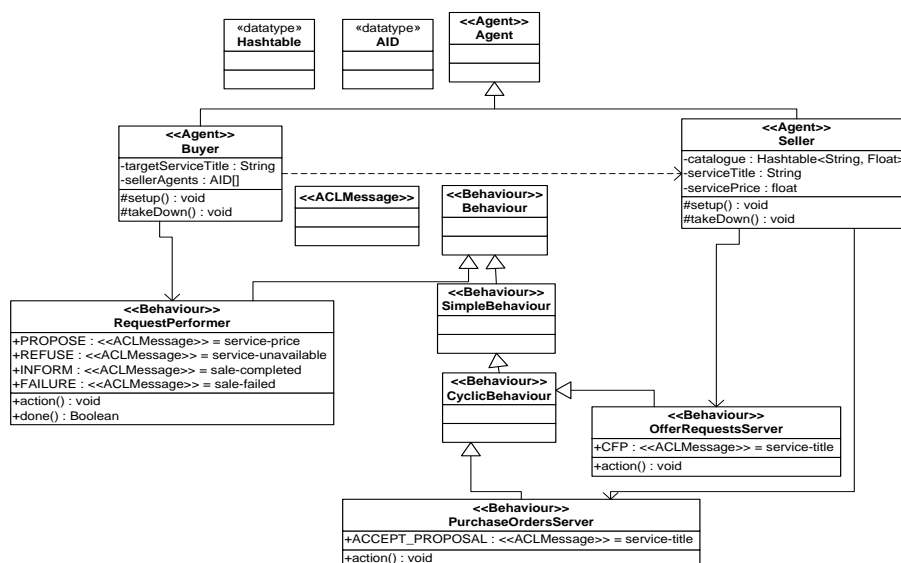 «datatype»
Hashtable
«datatype»
AID
<<Agent>>
Agent
<<Agent>>
Buyer
-targetServiceTitle : String
-sellerAgents : AID[]
#setup() : void
#takeDown() : void
<<Agent>>
Seller
-catalogue : Hashtable<String, Float>
-serviceTitle : String
-servicePrice : float
#setup() : void
#takeDown() : void
<<ACLMessage>>
<<Behaviour>>
Behaviour
<<Behaviour>>
RequestPerformer
+PROPOSE : <<ACLMessage>> = service-price
+REFUSE : <<ACLMessage>> = service-unavailable
+INFORM : <<ACLMessage>> = sale-completed
+FAILURE : <<ACLMessage>> = sale-failed
+action() : void
+done() : Boolean
<<Behaviour>>
SimpleBehaviour
<<Behaviour>>
CyclicBehaviour
<<Behaviour>>
OfferRequestsServer
+CFP : <<ACLMessage>> = service-title
+action() : void
<<Behaviour>>
PurchaseOrdersServer
+ACCEPT_PROPOSAL : <<ACLMessage>> = service-title
+action() : void